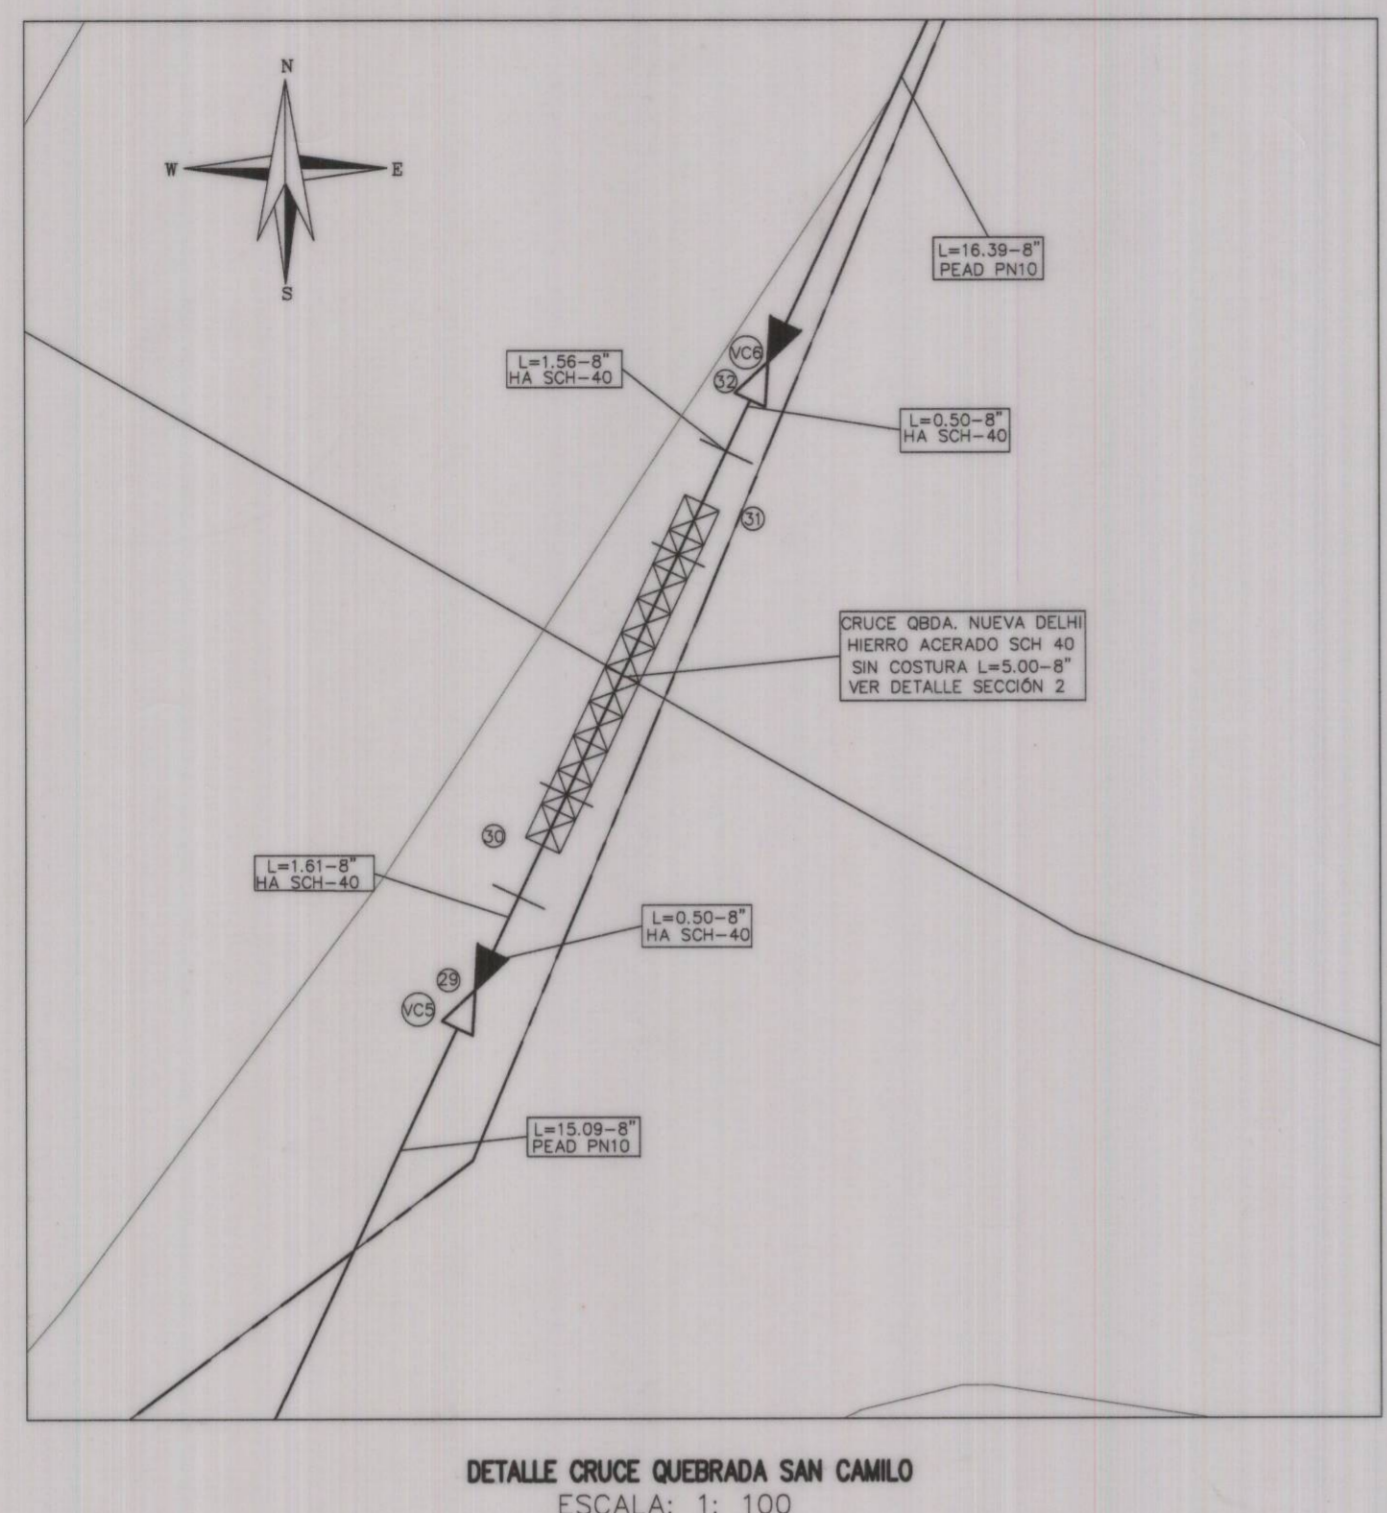 N
W
E
S
L=16.39-8"
PEAD PN10
L=1.56-8"
HA SCH-40
VC6
32
L=0.50-8"
HA SCH-40
31
CRUCE QBDA. NUEVA DELHI
HIERRO ACERADO SCH 40
SIN COSTURA L=5.00-8"
VER DETALLE SECCIÓN 2
30
L=1.61-8"
HA SCH-40
L=0.50-8"
HA SCH-40
29
VC5
L=15.09-8"
PEAD PN10
DETALLE CRUCE QUEBRADA SAN CAMILO
ESCALA: 1: 100